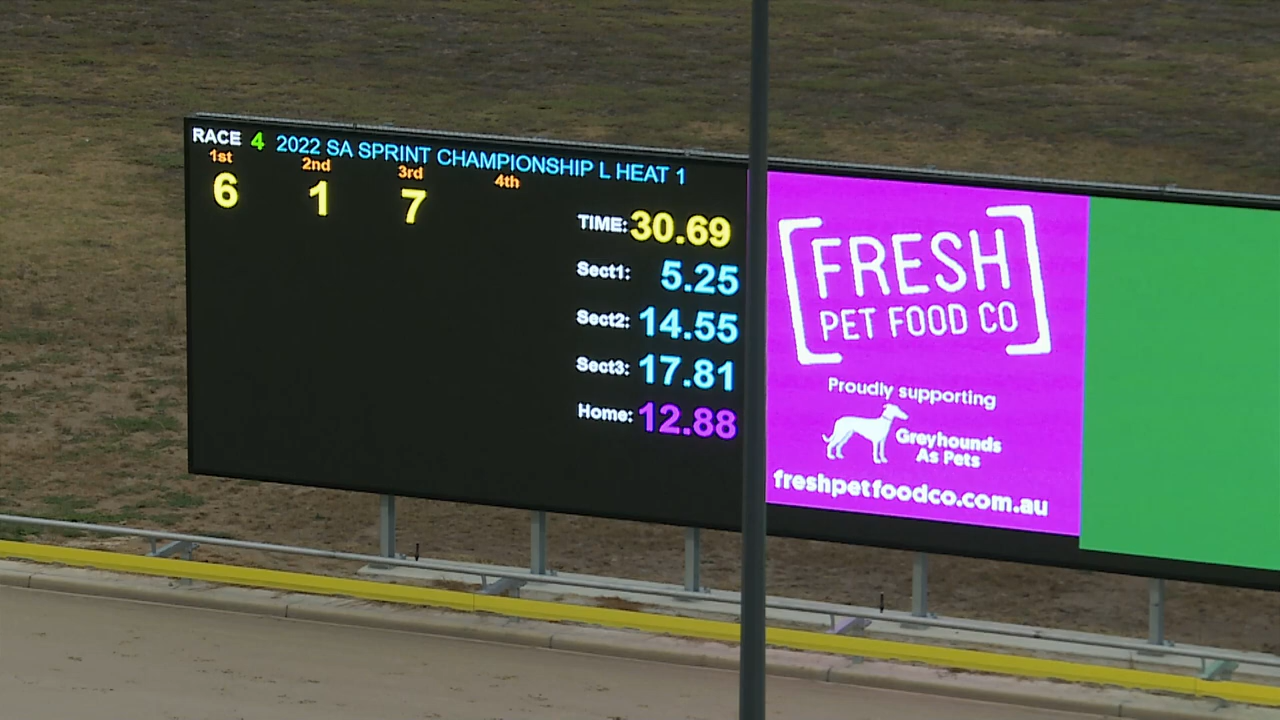 RACE 4 2022 SA SPRINT CHAMPIONSHIP L HEAT 1
1st 2nd 3rd 4th
6 1 7
TIME: 30.69
Sect1: 5.25
Sect2: 14.55
Sect3: 17.81
Home: 12.88
FRESH
PET FOOD CO
Proudly supporting
Greyhounds
As Pets
freshpetfoodco.com.au